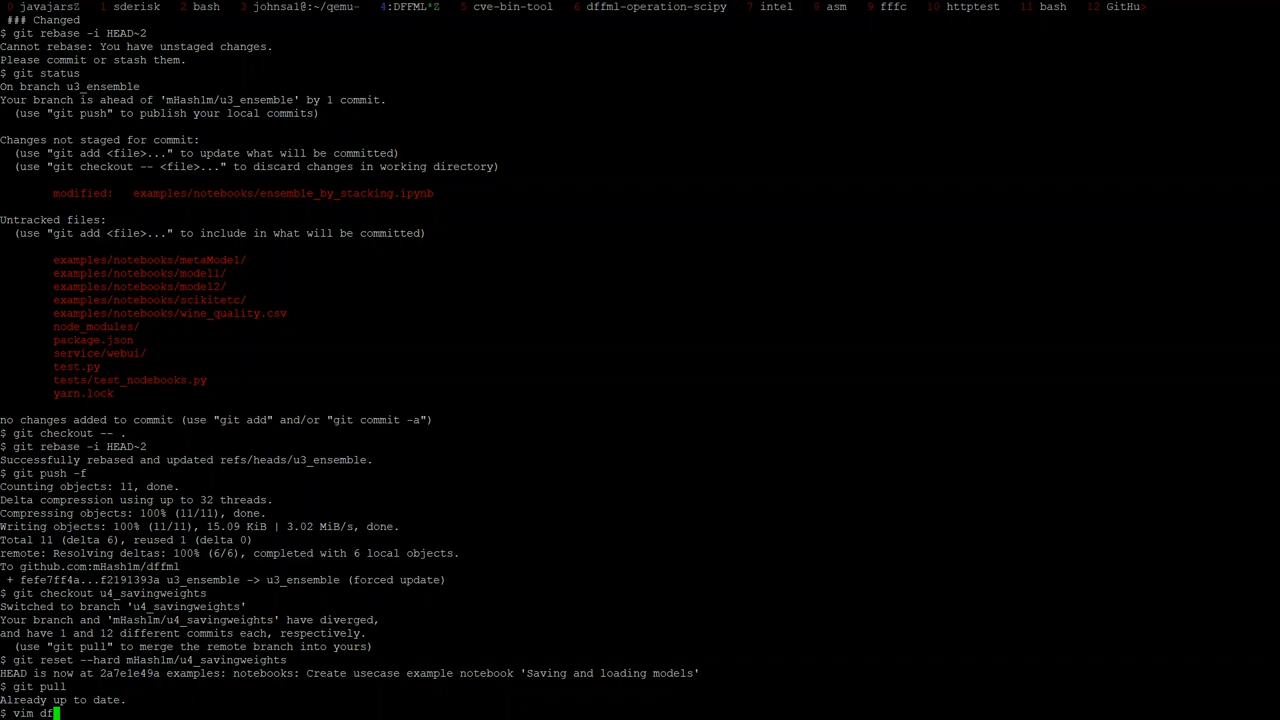 0 javajarsZ  1 sderisk  2 bash  3 johnsa1@:~/qemu-  4:DFFML*Z  5 cve-bin-tool  6 dffml-operation-scipy  7 intel  8 asm  9 fffc  10 httptest  11 bash  12 GitHu>
### Changed
$ git rebase -i HEAD~2
Cannot rebase: You have unstaged changes.
Please commit or stash them.
$ git status
On branch u3_ensemble
Your branch is ahead of 'mHash1m/u3_ensemble' by 1 commit.
(use "git push" to publish your local commits)
Changes not staged for commit:
(use "git add <file>..." to update what will be committed)
(use "git checkout -- <file>..." to discard changes in working directory)
modified:   examples/notebooks/ensemble_by_stacking.ipynb
Untracked files:
(use "git add <file>..." to include in what will be committed)
examples/notebooks/metaModel/
examples/notebooks/model1/
examples/notebooks/model2/
examples/notebooks/scikitetc/
examples/notebooks/wine_quality.csv
node_modules/
package.json
service/webui/
test.py
tests/test_nodebooks.py
yarn.lock
no changes added to commit (use "git add" and/or "git commit -a")
$ git checkout -- .
$ git rebase -i HEAD~2
Successfully rebased and updated refs/heads/u3_ensemble.
$ git push -f
Counting objects: 11, done.
Delta compression using up to 32 threads.
Compressing objects: 100% (11/11), done.
Writing objects: 100% (11/11), 15.09 KiB | 3.02 MiB/s, done.
Total 11 (delta 6), reused 1 (delta 0)
remote: Resolving deltas: 100% (6/6), completed with 6 local objects.
To github.com:mHash1m/dffml
+ fefe7ff4a...f2191393a u3_ensemble -> u3_ensemble (forced update)
$ git checkout u4_savingweights
Switched to branch 'u4_savingweights'
Your branch and 'mHash1m/u4_savingweights' have diverged,
and have 1 and 12 different commits each, respectively.
(use "git pull" to merge the remote branch into yours)
$ git reset --hard mHash1m/u4_savingweights
HEAD is now at 2a7e1e49a examples: notebooks: Create usecase example notebook 'Saving and loading models'
$ git pull
Already up to date.
$ vim df